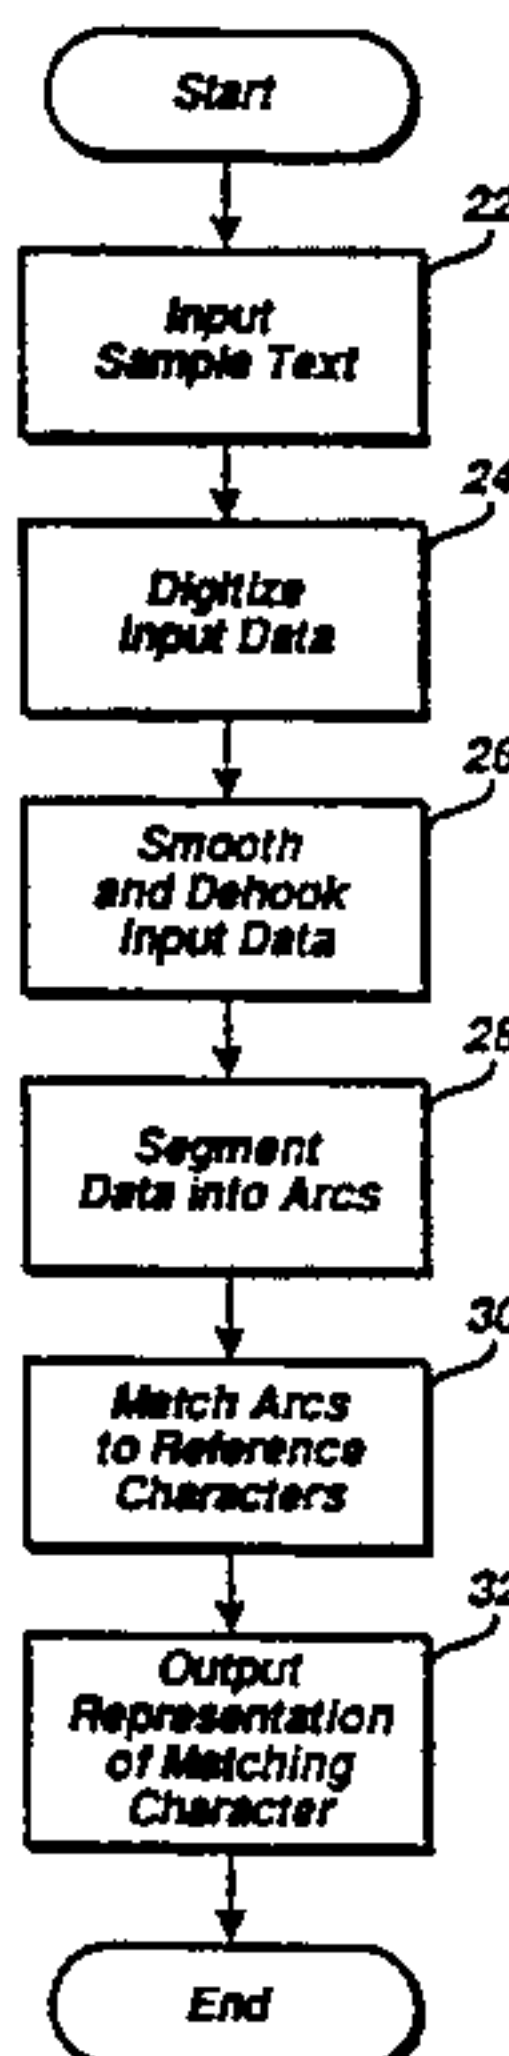 Start
22
Input
Sample Text
24
Digitize
Input Data
26
Smooth
and Dehook
Input Data
28
Segment
Data into Arcs
30
Match Arcs
to Reference
Characters
32
Output
Representation
of Matching
Character
End